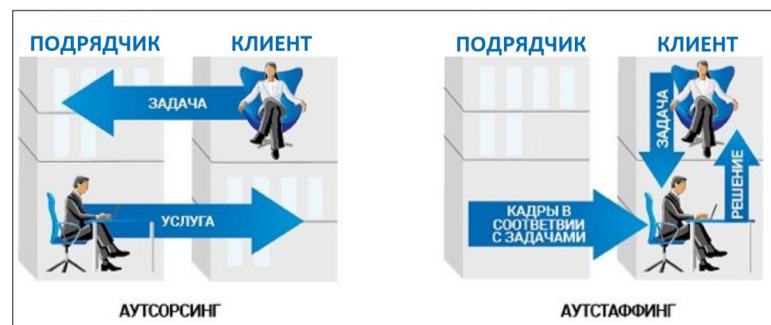 ПОДРЯДЧИК КЛИЕНТ
ЗАДАЧА
УСЛУГА
АУТСОРСИНГ
ПОДРЯДЧИК КЛИЕНТ
ЗАДАЧА
РЕШЕНИЕ
КАДРЫ В
СООТВЕТВИИ
С ЗАДАЧАМИ
АУТСТАФФИНГ